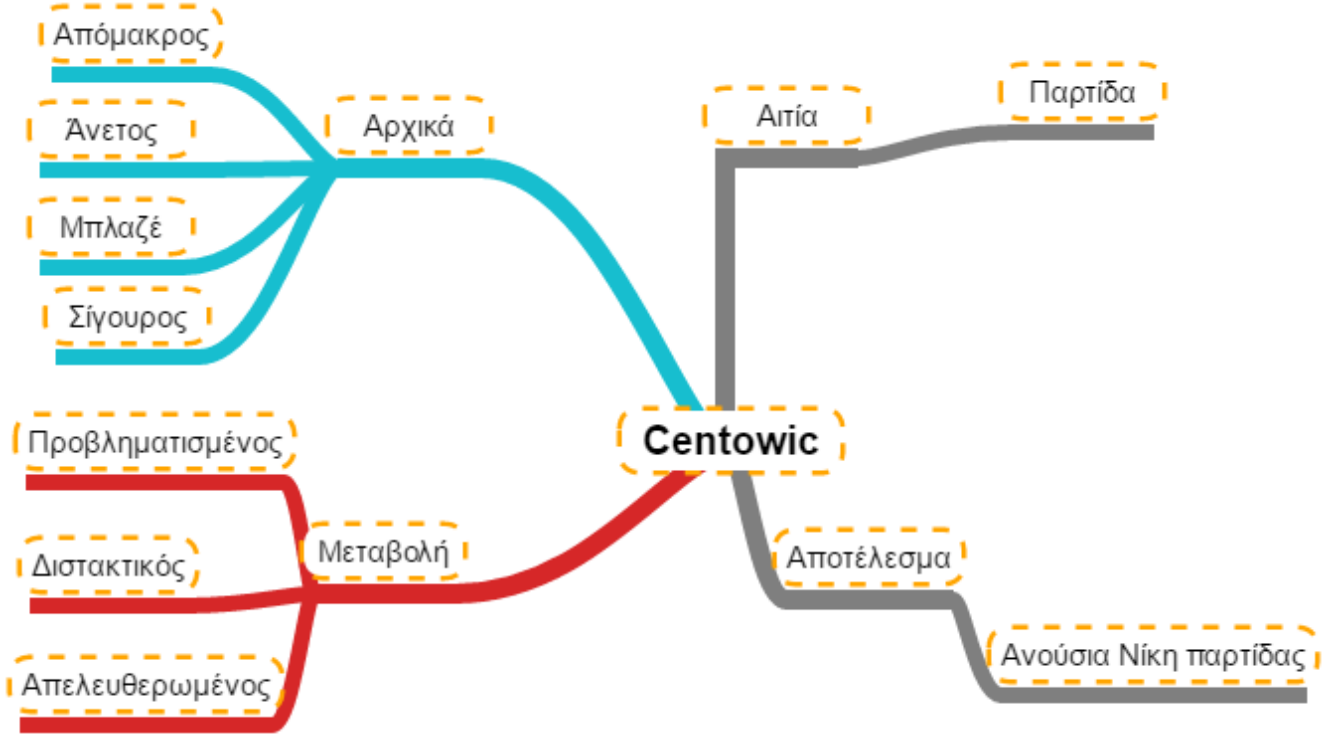 Απόμακρος
Άνετος
Μπλαζέ
Σίγουρος
Αρχικά
Αιτία
Παρτίδα
Centowic
Προβληματισμένος
Διστακτικός
Απελευθερωμένος
Μεταβολή
Αποτέλεσμα
Ανούσια Νίκη παρτίδας